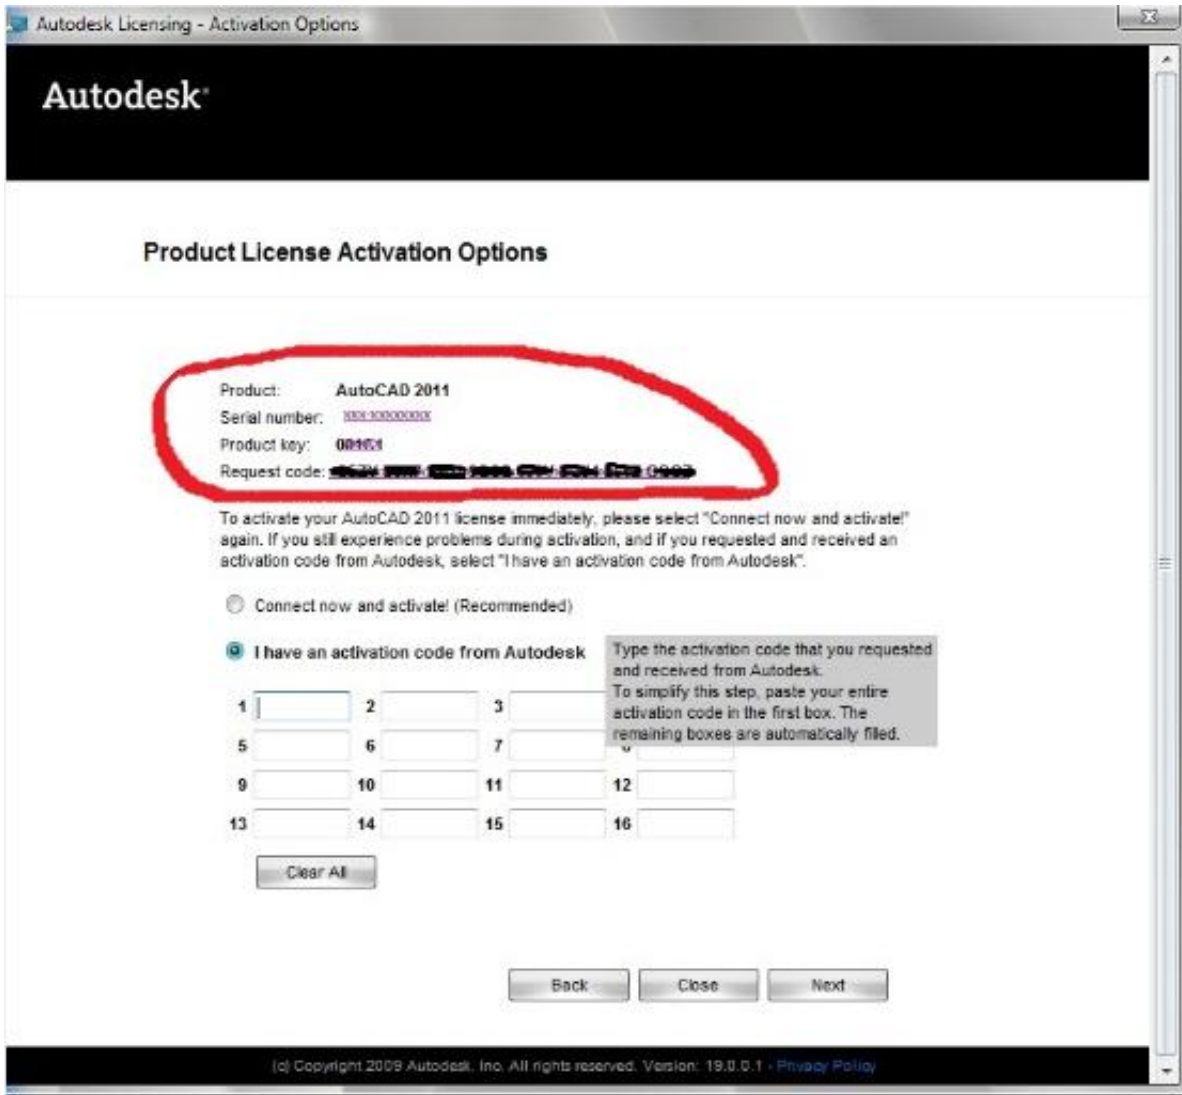 Autodesk Licensing - Activation Options
Autodesk
Product License Activation Options
Product: AutoCAD 2011
Serial number:
Product key:
Request code:
To activate your AutoCAD 2011 license immediately, please select "Connect now and activate!"
again. If you still experience problems during activation, and if you requested and received an
activation code from Autodesk, select "I have an activation code from Autodesk".
Connect now and activate! (Recommended)
I have an activation code from Autodesk
Type the activation code that you requested
and received from Autodesk.
To simplify this step, paste your entire
activation code in the first box. The
remaining boxes are automatically filled.
1 2 3
5 6 7
9 10 11 12
13 14 15 16
Clear All
Back Close Next
(c) Copyright 2009 Autodesk, Inc. All rights reserved. Version: 19.0.0.1 - Privacy Policy